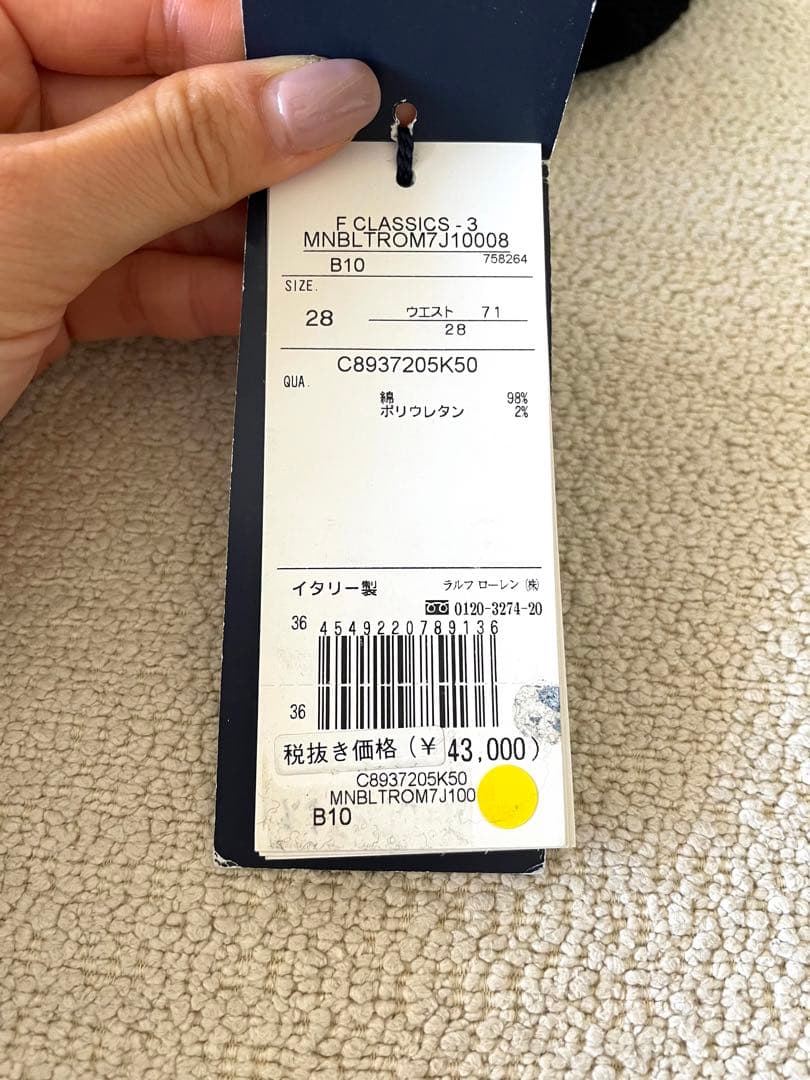 F CLASSICS - 3
MNBLTROM7J10008
B10 758264
SIZE.
28 ウエスト 71
28
C8937205K50
QUA.
綿 98%
ポリウレタン 2%
イタリー製 ラルフ ローレン ㈱
0120-3274-20
36 4549220789136
36
税抜き価格 (¥ 43,000)
C8937205K50
MNBLTROM7J100
B10